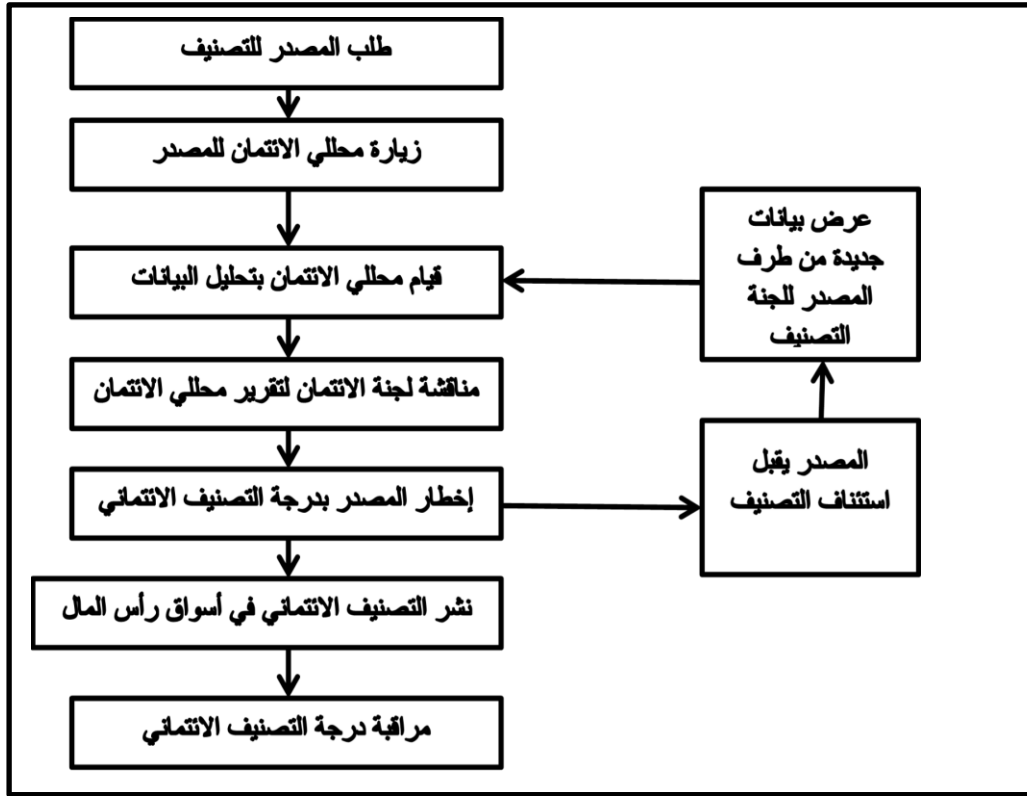 طلب المصدر للتصنيف
زيارة محللي الائتمان للمصدر
قيام محللي الائتمان بتحليل البيانات
مناقشة لجنة الائتمان لتقرير محللي الائتمان
إخطار المصدر بدرجة التصنيف الائتماني
نشر التصنيف الائتماني في أسواق رأس المال
مراقبة درجة التصنيف الائتماني
عرض بيانات
جديدة من طرف
المصدر للجنة
التصنيف
المصدر يقبل
استئناف التصنيف